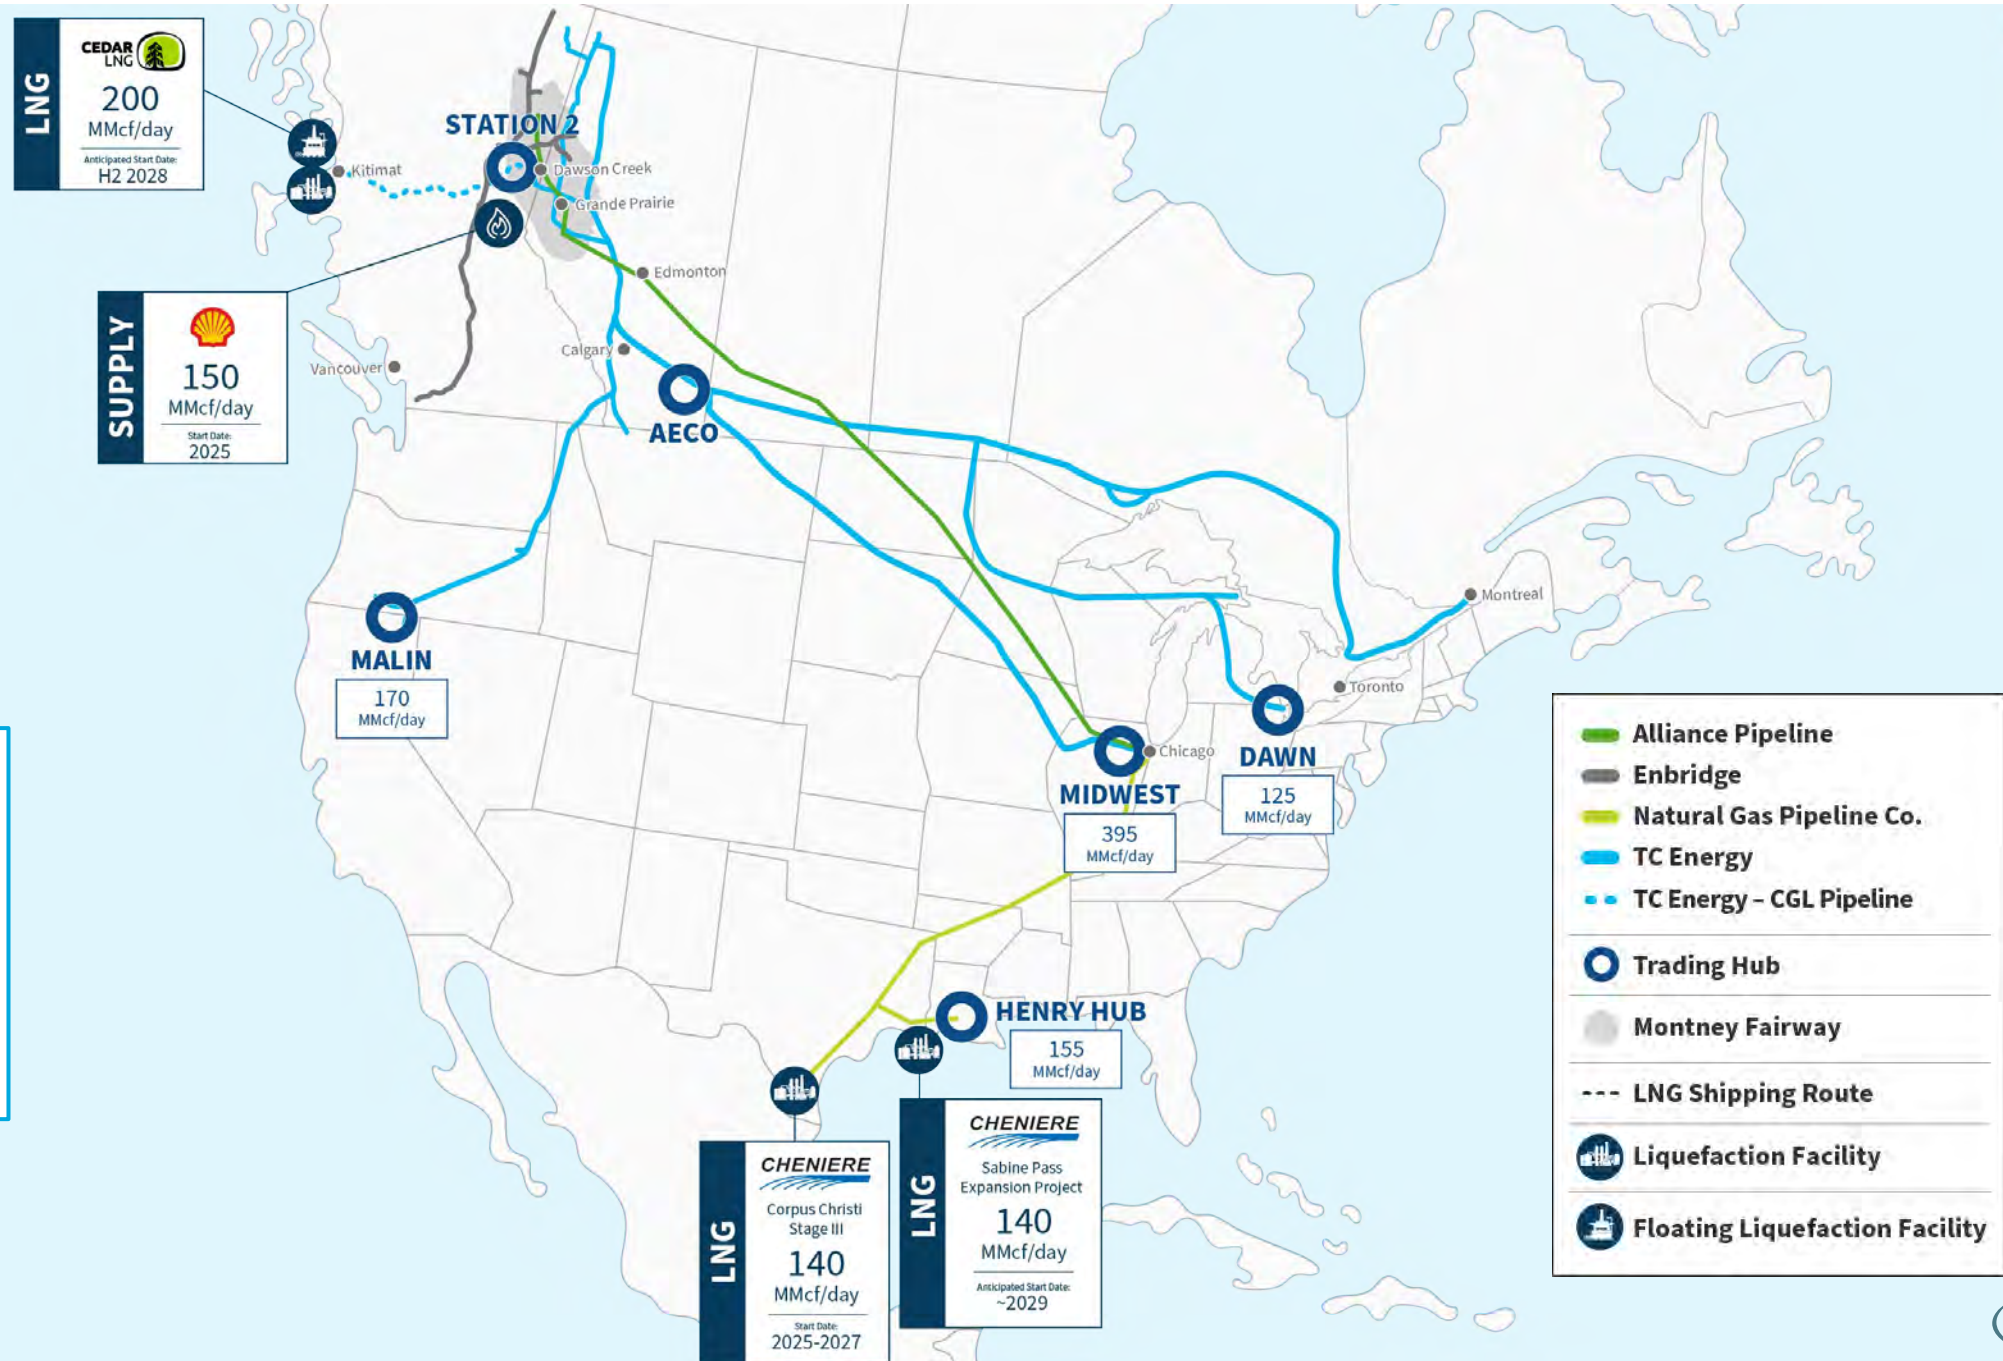 LNG
CEDAR
LNG
200
MMcf/day
Anticipated Start Date:
H2 2028
STATION 2
Kitimat
Dawson Creek
Grande Prairie
Edmonton
SUPPLY
150
MMcf/day
Start Date:
2025
Calgary
Vancouver
AECO
MALIN
170
MMcf/day
Montreal
Toronto
Chicago
MIDWEST
395
MMcf/day
DAWN
125
MMcf/day
HENRY HUB
155
MMcf/day
LNG
CHENIERE
Corpus Christi
Stage III
140
MMcf/day
Start Date:
2025-2027
LNG
CHENIERE
Sabine Pass
Expansion Project
140
MMcf/day
Anticipated Start Date:
~2029
Alliance Pipeline
Enbridge
Natural Gas Pipeline Co.
TC Energy
TC Energy – CGL Pipeline
Trading Hub
Montney Fairway
LNG Shipping Route
Liquefaction Facility
Floating Liquefaction Facility